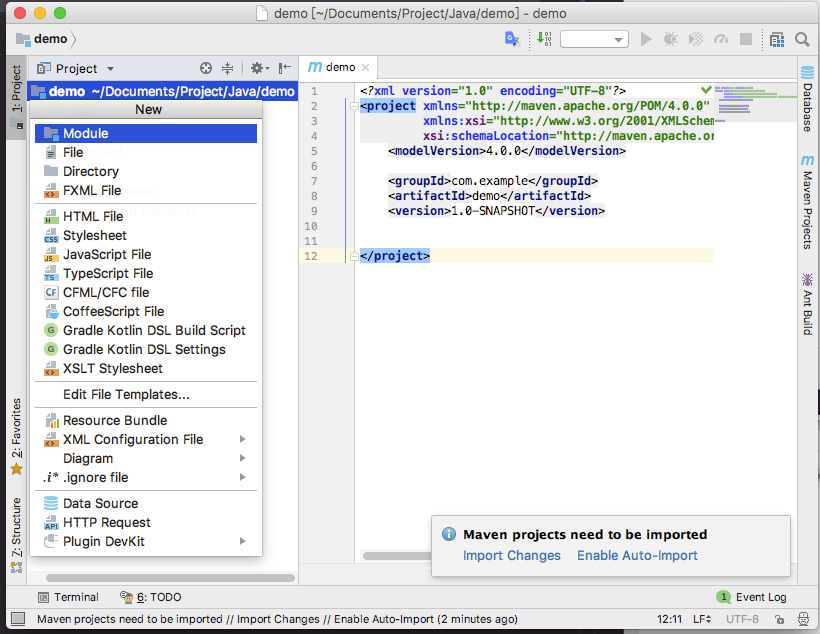 demo [~/Documents/Project/Java/demo] - demo
demo
Project
1: Project
demo ~/Documents/Project/Java/demo
New
Module
File
Directory
FXML File
HTML File
Stylesheet
JavaScript File
TypeScript File
CFML/CFC file
CoffeeScript File
Gradle Kotlin DSL Build Script
Gradle Kotlin DSL Settings
XSLT Stylesheet
Edit File Templates...
Resource Bundle
XML Configuration File
Diagram
.i* .ignore file
Data Source
HTTP Request
Plugin DevKit
2: Favorites
7: Structure
m demo
1 <?xml version="1.0" encoding="UTF-8"?>
2 <project xmlns="http://maven.apache.org/POM/4.0.0"
3 xmlns:xsi="http://www.w3.org/2001/XMLSchem
4 xsi:schemaLocation="http://maven.apache.or
5 <modelVersion>4.0.0</modelVersion>
6
7 <groupId>com.example</groupId>
8 <artifactId>demo</artifactId>
9 <version>1.0-SNAPSHOT</version>
10
11
12 </project>
Database
m Maven Projects
Ant Build
Maven projects need to be imported
Import Changes Enable Auto-Import
Terminal 6: TODO 1 Event Log
Maven projects need to be imported // Import Changes // Enable Auto-Import (2 minutes ago) 12:11 LF UTF-8